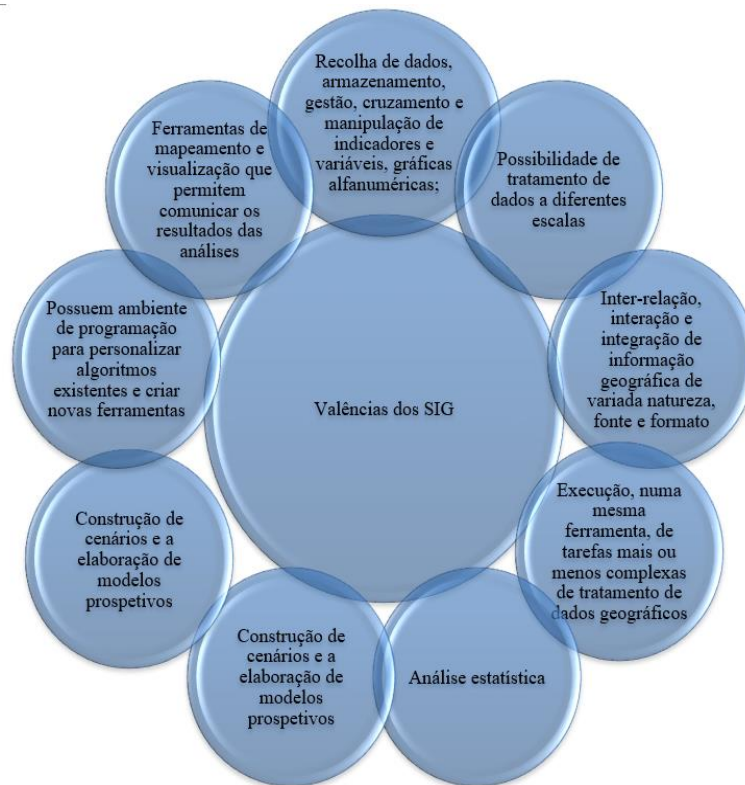 Recolha de dados,
armazenamento,
gestão, cruzamento e
manipulação de
indicadores e
variáveis, gráficas
alfanuméricas;
Possibilidade de
tratamento de
dados a diferentes
escalas
Inter-relação,
interação e
integração de
informação
geográfica de
variada natureza,
fonte e formato
Execução, numa
mesma
ferramenta, de
tarefas mais ou
menos complexas
de tratamento de
dados geográficos
Análise estatística
Construção de
cenários e a
elaboração de
modelos
prospetivos
Construção de
cenários e a
elaboração de
modelos prospetivos
Possuem ambiente
de programação
para personalizar
algoritmos
existentes e criar
novas ferramentas
Ferramentas de
mapeamento e
visualização que
permitem
comunicar os
resultados das
análises
Valências dos SIG